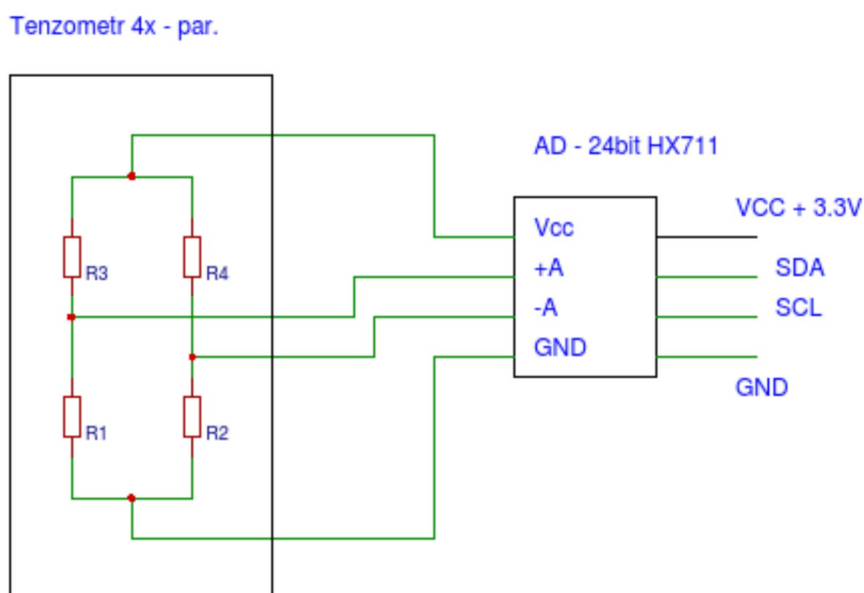 Tenzometr 4x - par.
AD - 24bit HX711
VCC + 3.3V
Vcc
+A
SDA
R3
R4
-A
SCL
GND
GND
R1
R2